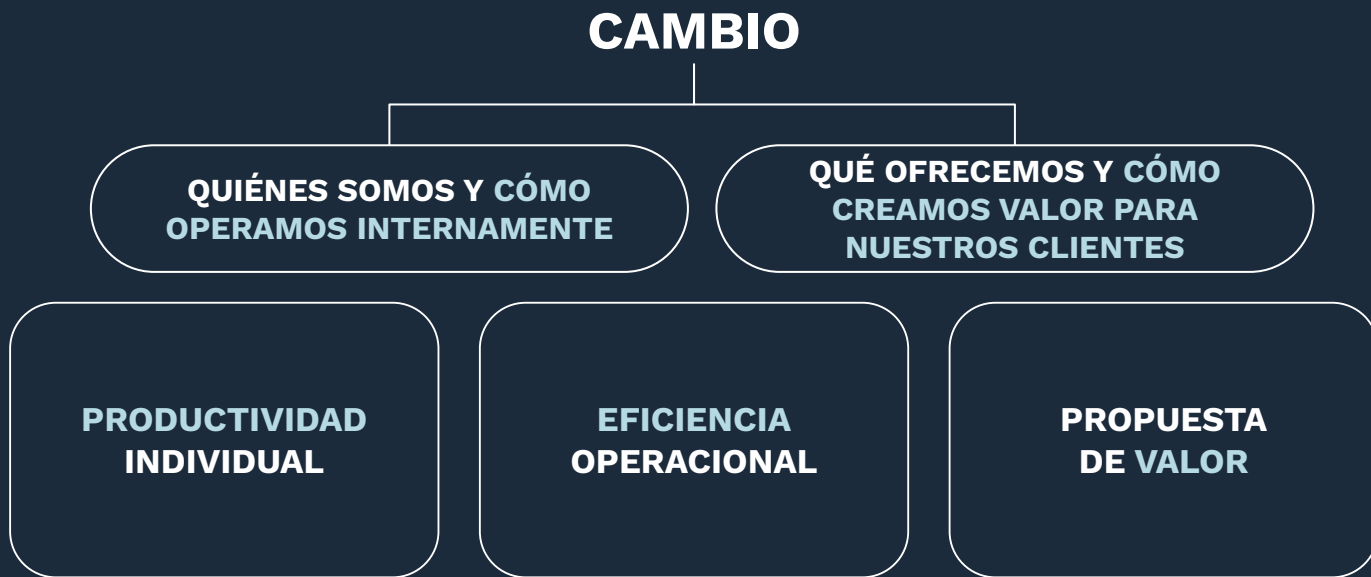 CAMBIO
QUIÉNES SOMOS Y CÓMO
OPERAMOS INTERNAMENTE
QUÉ OFRECEMOS Y CÓMO
CREAMOS VALOR PARA
NUESTROS CLIENTES
PRODUCTIVIDAD
INDIVIDUAL
EFICIENCIA
OPERACIONAL
PROPUESTA
DE VALOR